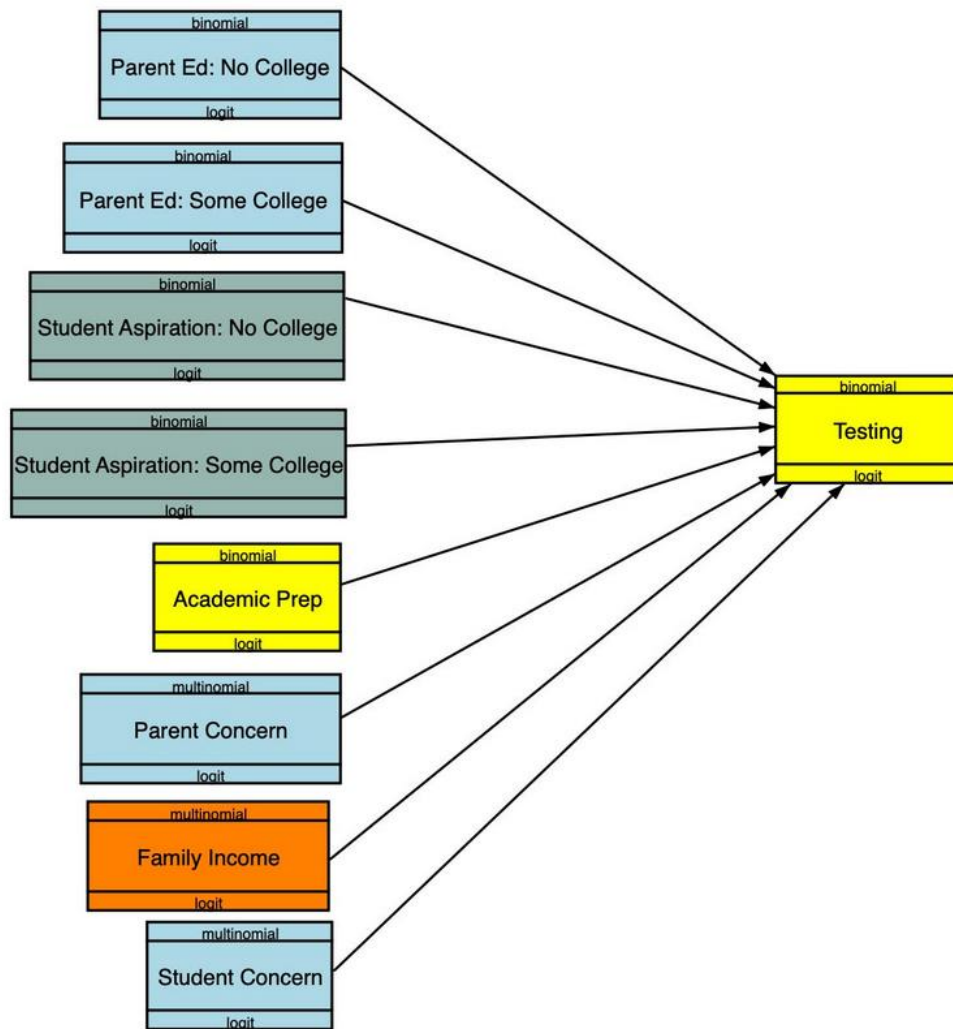 binomial
Parent Ed: No College
logit
binomial
Parent Ed: Some College
logit
binomial
Student Aspiration: No College
logit
binomial
Student Aspiration: Some College
logit
binomial
Academic Prep
logit
multinomial
Parent Concern
logit
multinomial
Family Income
logit
multinomial
Student Concern
logit
binomial
Testing
logit